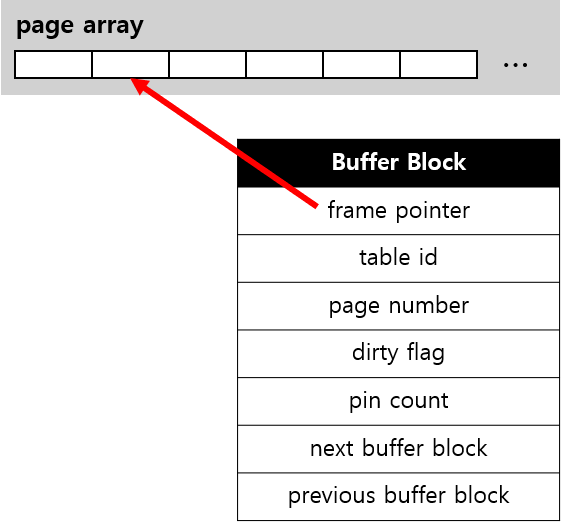 page array
...
Buffer Block
frame pointer
table id
page number
dirty flag
pin count
next buffer block
previous buffer block